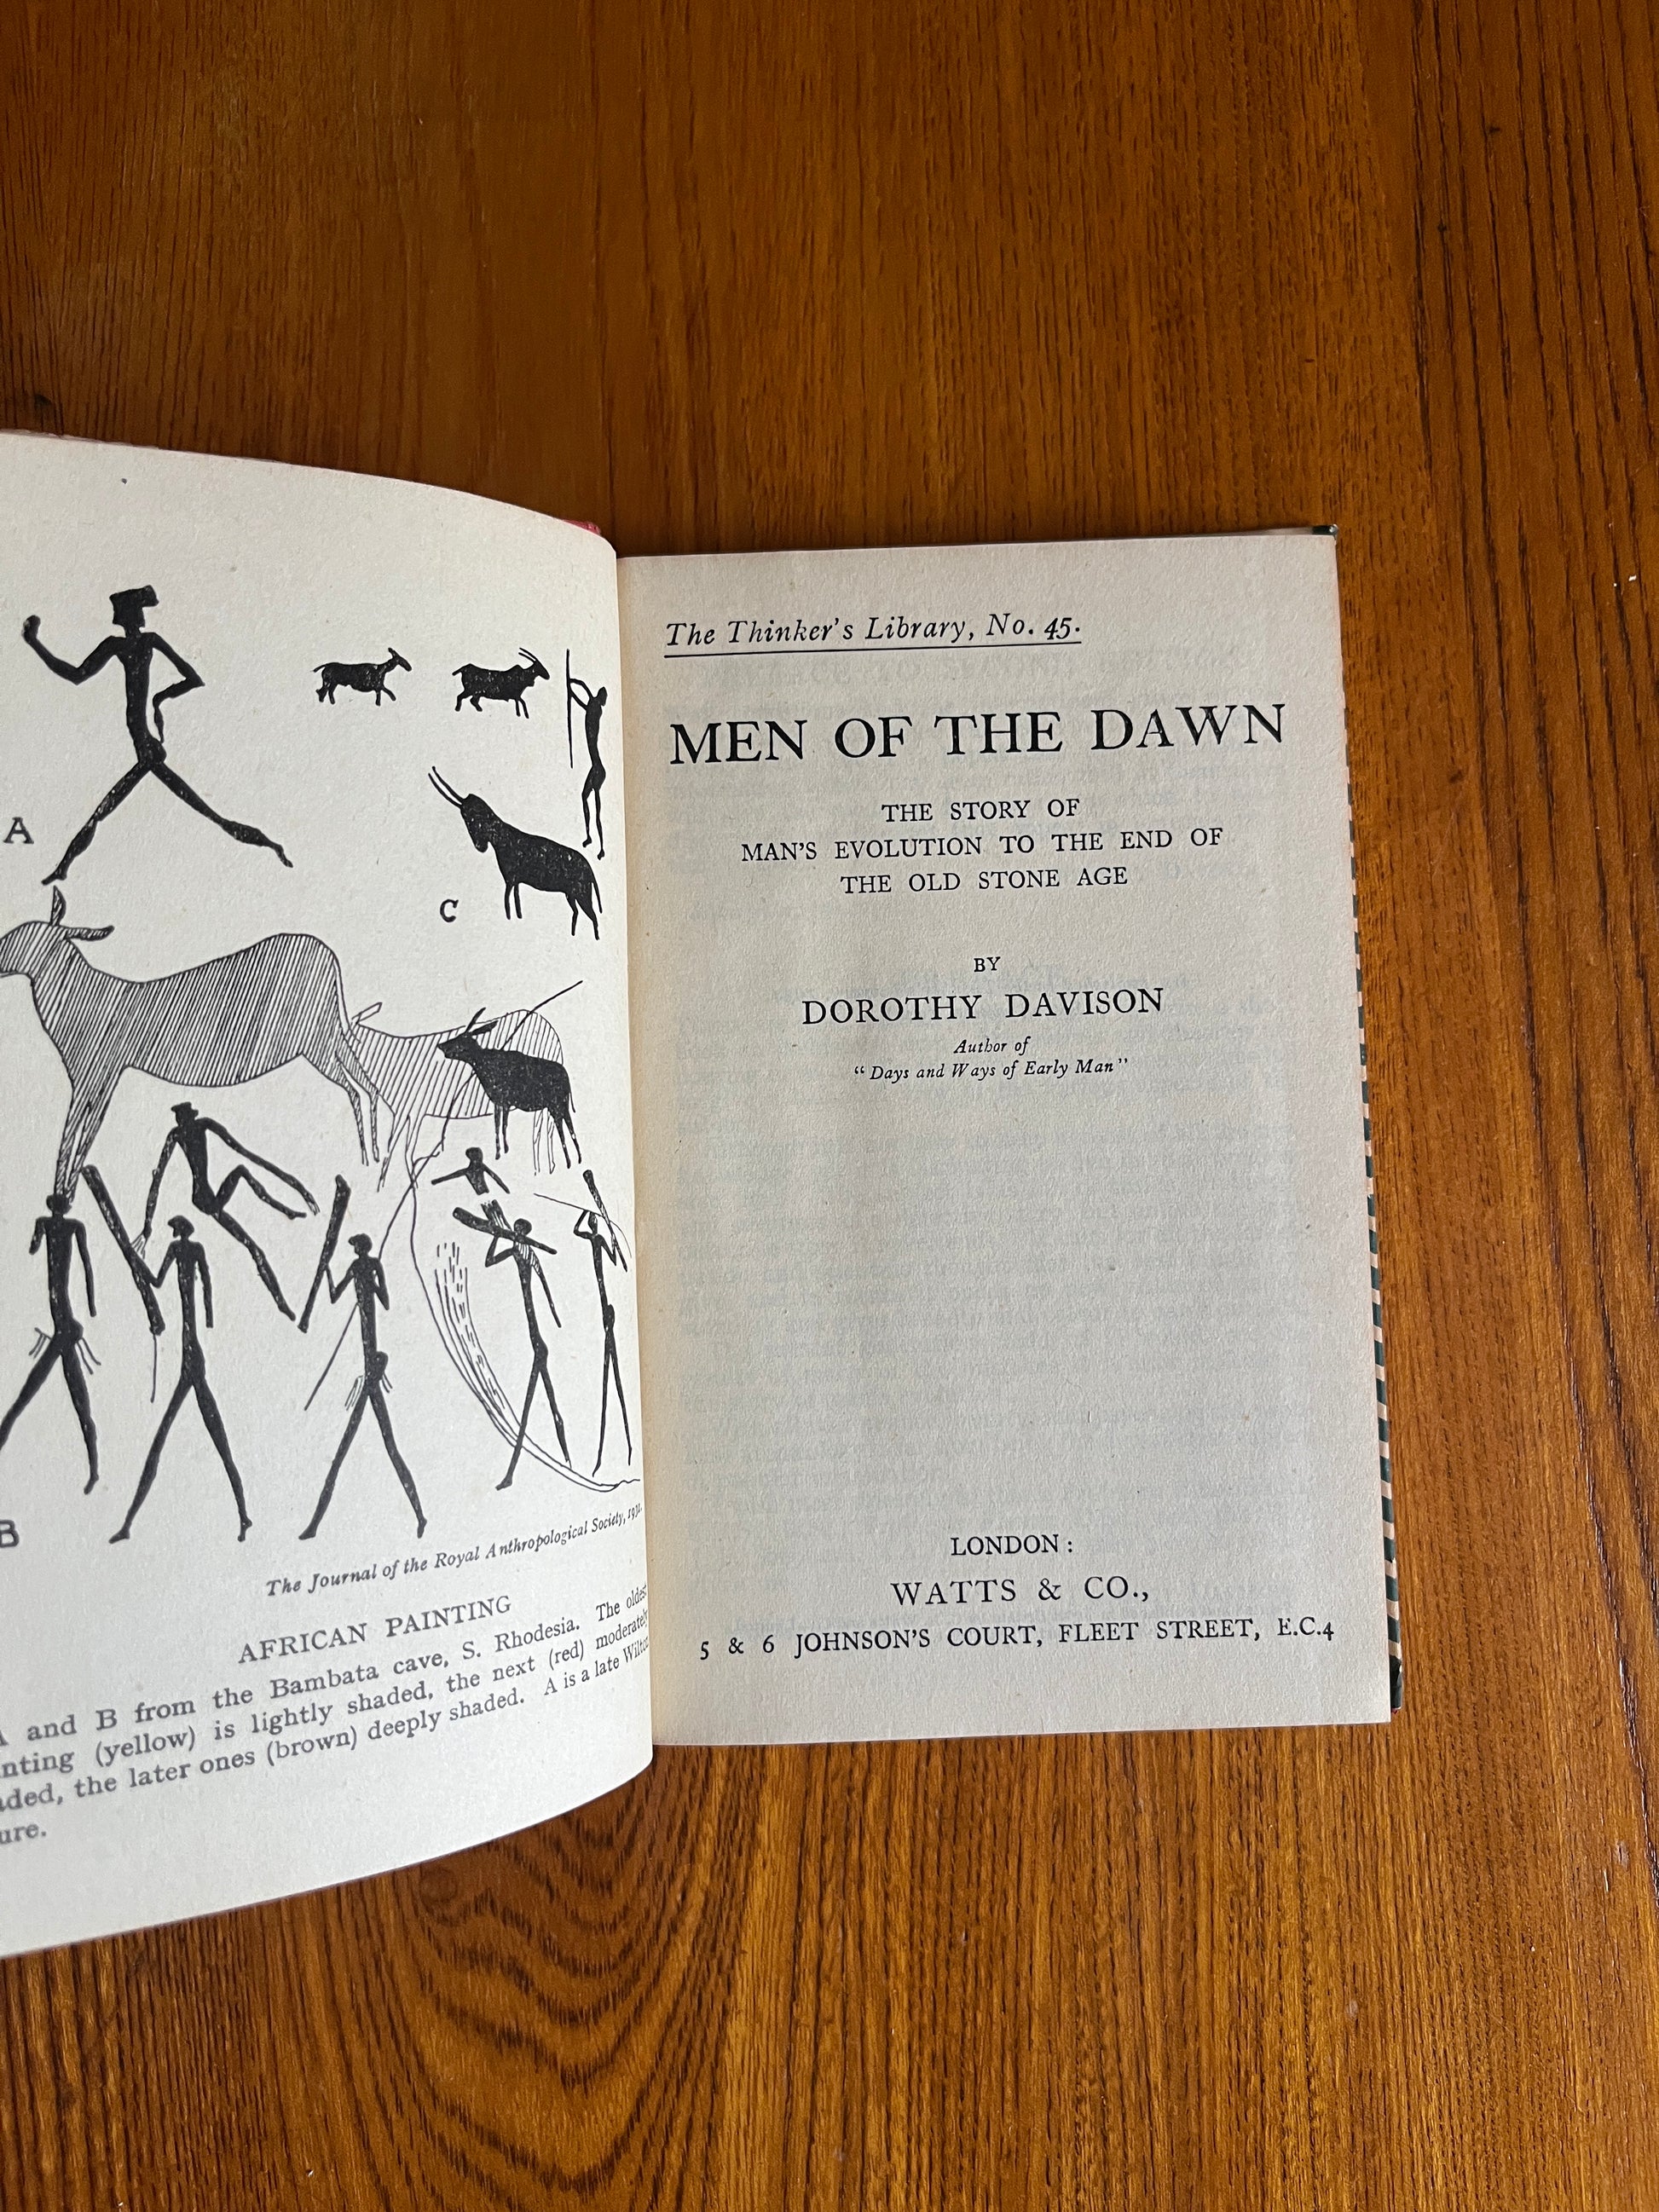 A
C
B
The Journal of the Royal Anthropological Society, 1931.
AFRICAN PAINTING
A and B from the Bambata cave, S. Rhodesia. The oldest
nting (yellow) is lightly shaded, the next (red) moderately
ded, the later ones (brown) deeply shaded. A is a late Wilton
ure.
The Thinker's Library, No. 45.
MEN OF THE DAWN
THE STORY OF
MAN'S EVOLUTION TO THE END OF
THE OLD STONE AGE
BY
DOROTHY DAVISON
Author of
“Days and Ways of Early Man”
LONDON:
WATTS & CO.,
5 & 6 JOHNSON'S COURT, FLEET STREET, E.C.4